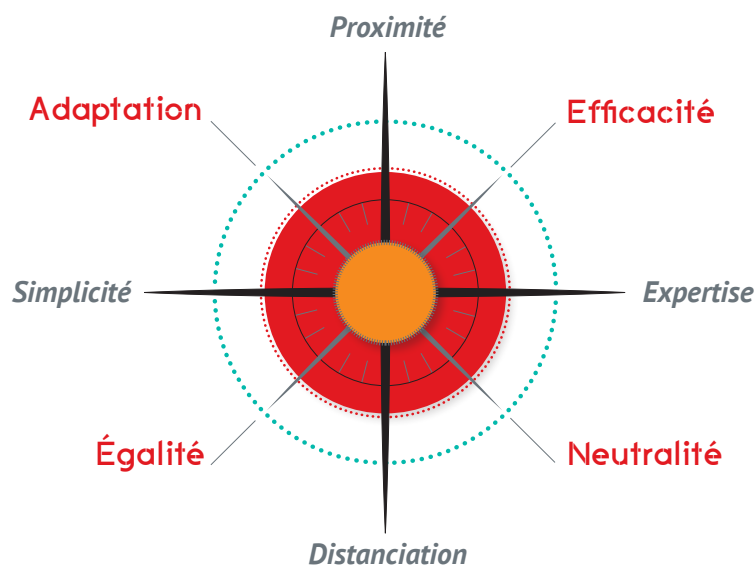 Proximité
Adaptation
Efficacité
Simplicité
Expertise
Égalité
Neutralité
Distanciation